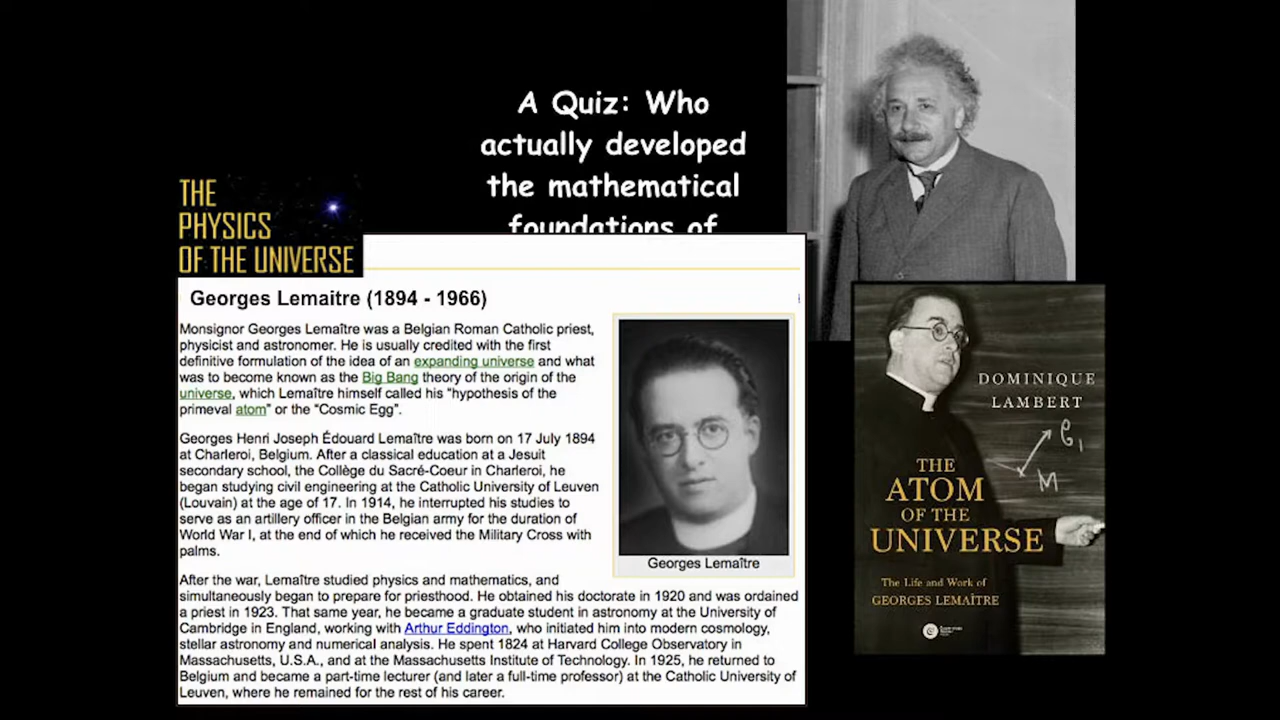 A Quiz: Who
actually developed
the mathematical
foundations of
THE
PHYSICS
OF THE UNIVERSE
Georges Lemaitre (1894 - 1966)
Monsignor Georges Lemaître was a Belgian Roman Catholic priest,
physicist and astronomer. He is usually credited with the first
definitive formulation of the idea of an expanding universe and what
was to become known as the Big Bang theory of the origin of the
universe, which Lemaître himself called his "hypothesis of the
primeval atom" or the "Cosmic Egg".
Georges Henri Joseph Édouard Lemaître was born on 17 July 1894
at Charleroi, Belgium. After a classical education at a Jesuit
secondary school, the Collège du Sacré-Coeur in Charleroi, he
began studying civil engineering at the Catholic University of Leuven
(Louvain) at the age of 17. In 1914, he interrupted his studies to
serve as an artillery officer in the Belgian army for the duration of
World War I, at the end of which he received the Military Cross with
palms.
After the war, Lemaître studied physics and mathematics, and
simultaneously began to prepare for priesthood. He obtained his doctorate in 1920 and was ordained
a priest in 1923. That same year, he became a graduate student in astronomy at the University of
Cambridge in England, working with Arthur Eddington, who initiated him into modern cosmology,
stellar astronomy and numerical analysis. He spent 1824 at Harvard College Observatory in
Massachusetts, U.S.A., and at the Massachusetts Institute of Technology. In 1925, he returned to
Belgium and became a part-time lecturer (and later a full-time professor) at the Catholic University of
Leuven, where he remained for the rest of his career.
Georges Lemaître
DOMINIQUE
LAMBERT
C1
M
THE
ATOM
OF THE
UNIVERSE
The Life and Work of
GEORGES LEMAÎTRE